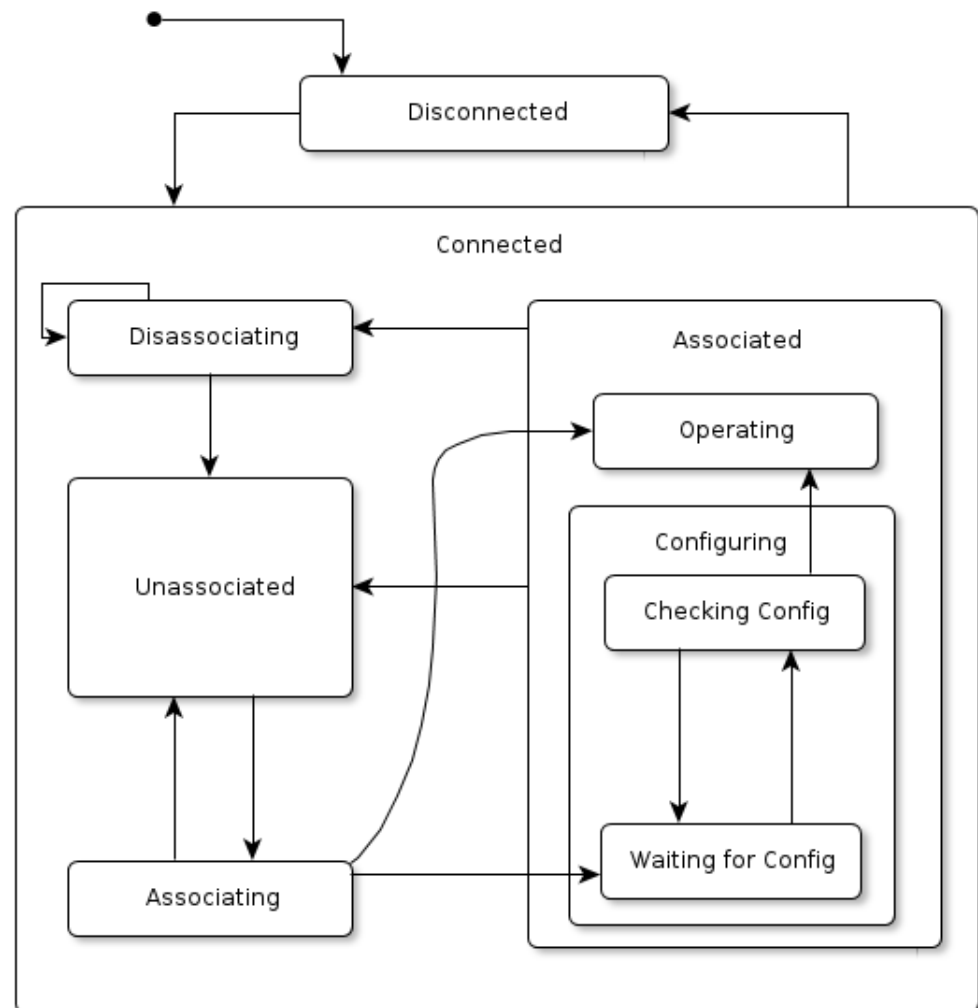 Disconnected
Connected
Disassociating
Associated
Operating
Configuring
Unassociated
Checking Config
Waiting for Config
Associating